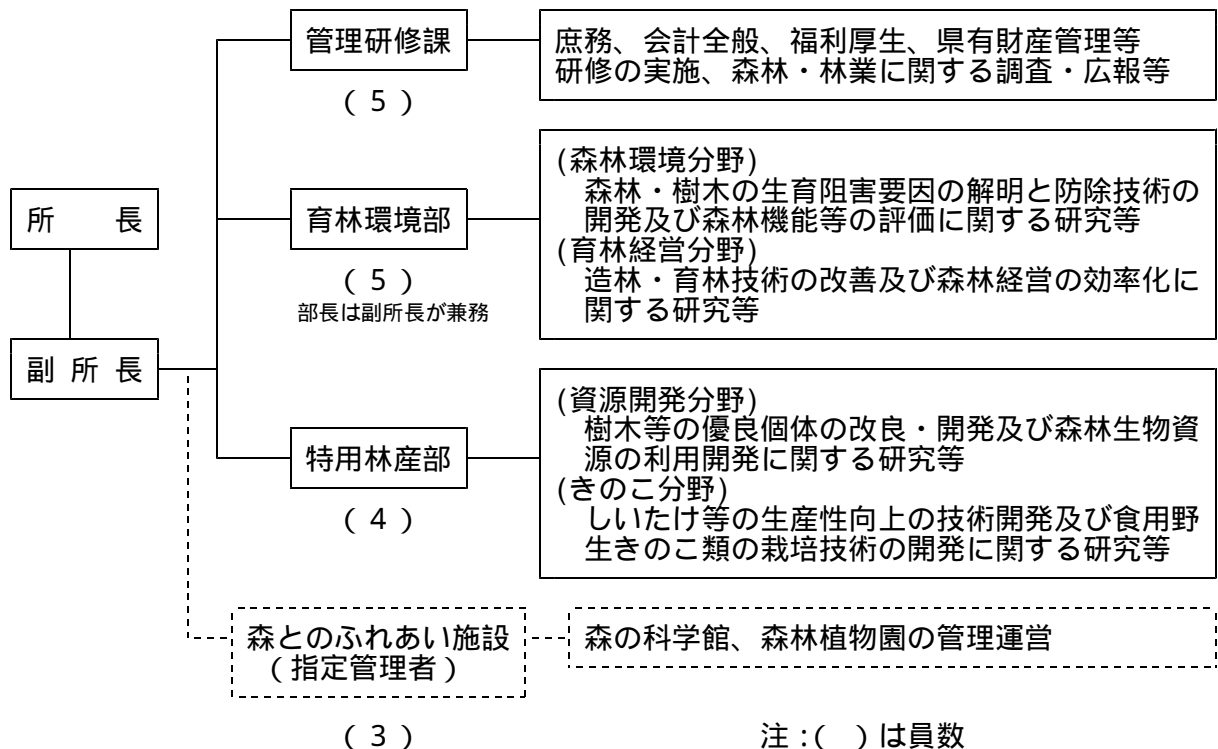 管理研修課
庶務、会計全般、福利厚生、県有財産管理等
研修の実施、森林・林業に関する調査・広報等
( 5 )
所 長
副 所 長
育林環境部
(森林環境分野)
森林・樹木の生育阻害要因の解明と防除技術の
開発及び森林機能等の評価に関する研究等
(育林経営分野)
造林・育林技術の改善及び森林経営の効率化に
関する研究等
( 5 )
部長は副所長が兼務
特用林産部
(資源開発分野)
樹木等の優良個体の改良・開発及び森林生物資
源の利用開発に関する研究等
(きのこ分野)
しいたけ等の生産性向上の技術開発及び食用野
生きのこ類の栽培技術の開発に関する研究等
( 4 )
森とのふれあい施設
( 指定管理者 )
森の科学館、森林植物園の管理運営
( 3 )
注:( )は員数